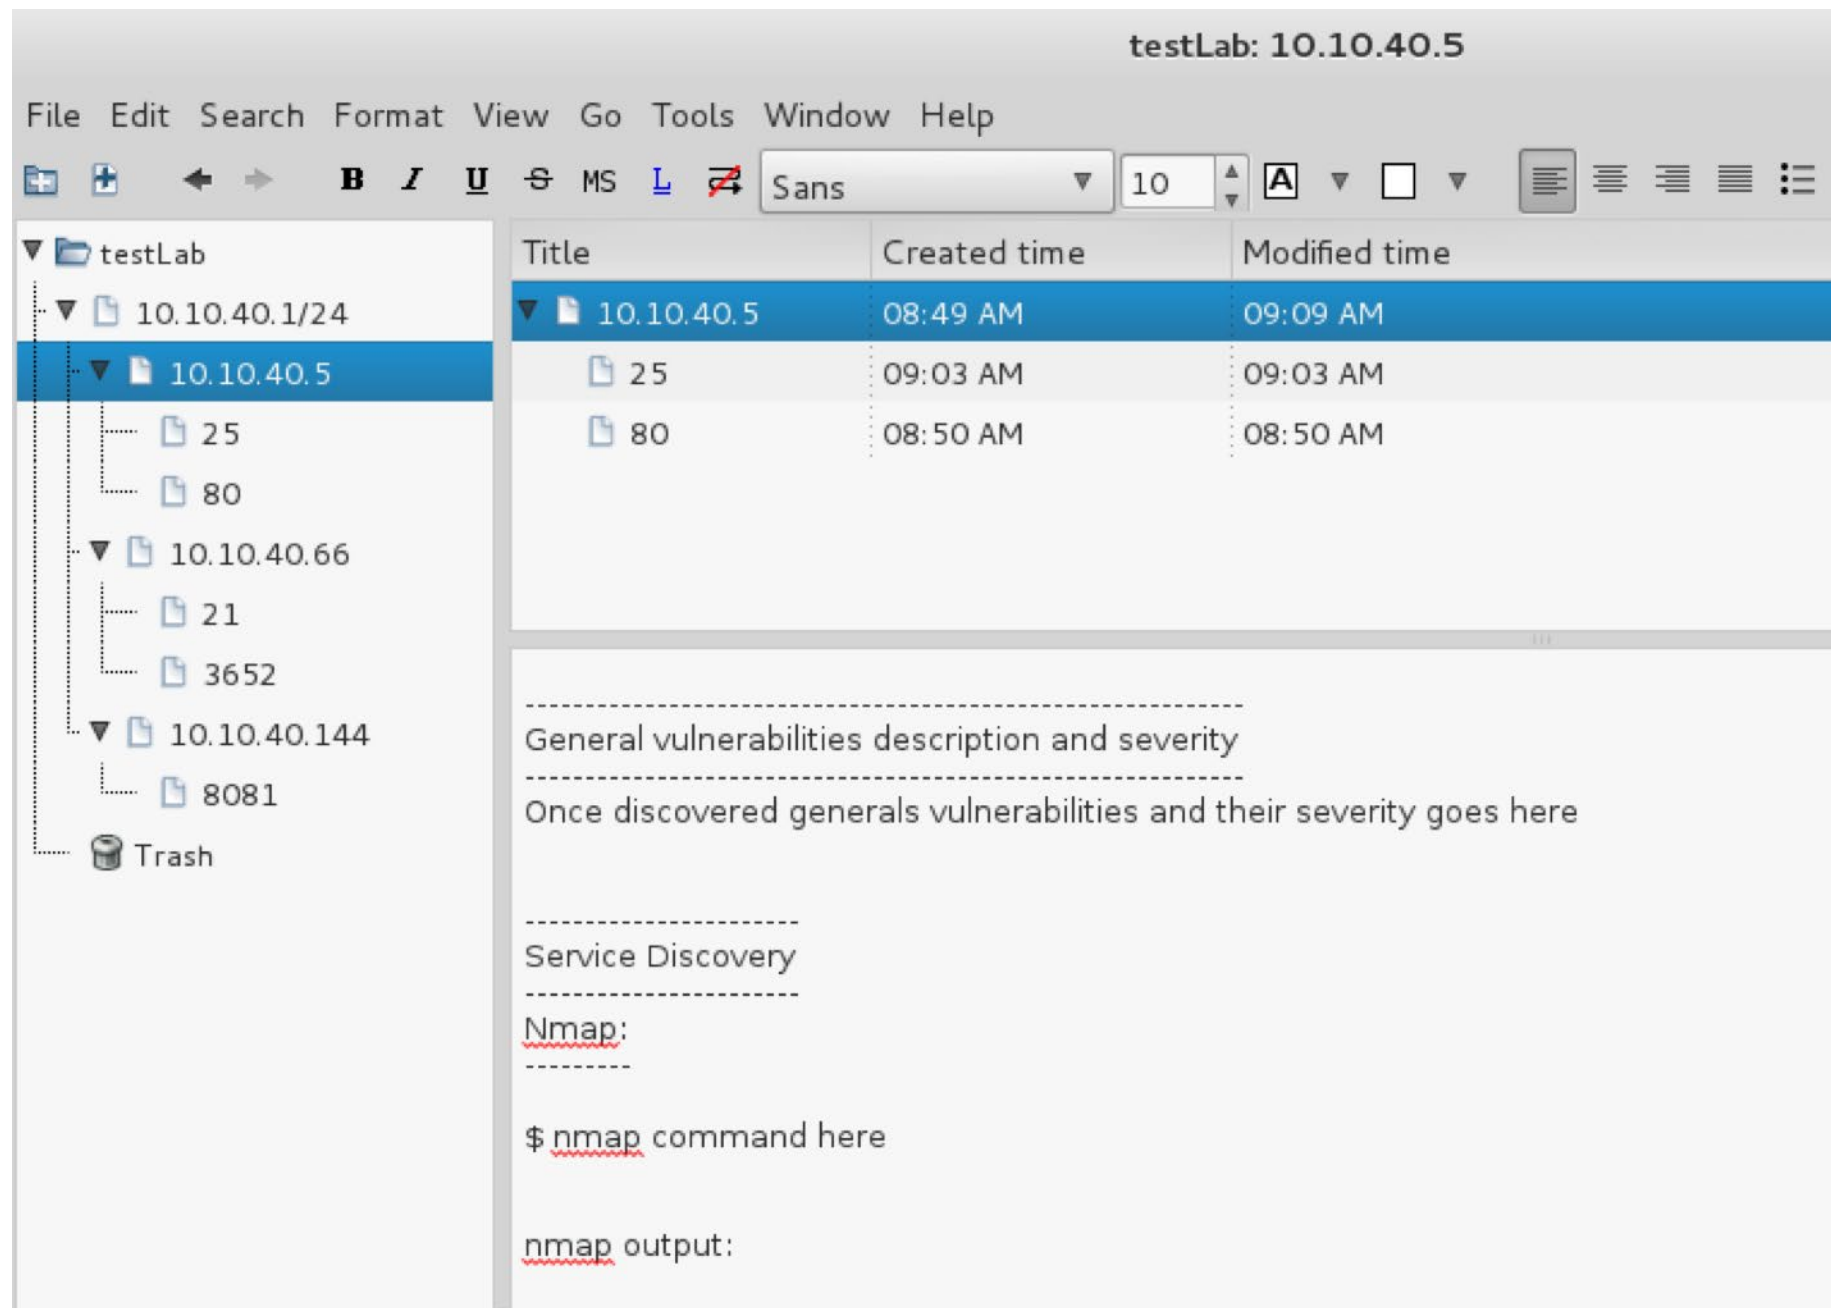 testLab: 10.10.40.5
File Edit Search Format View Go Tools Window Help
B I U S MS L Sans 10 A
testLab
10.10.40.1/24
10.10.40.5
25
80
10.10.40.66
21
3652
10.10.40.144
8081
Trash
Title Created time Modified time
10.10.40.5 08:49 AM 09:09 AM
25 09:03 AM 09:03 AM
80 08:50 AM 08:50 AM
------------------------------------------------------------
General vulnerabilities description and severity
------------------------------------------------------------
Once discovered generals vulnerabilities and their severity goes here
-----------------------
Service Discovery
-----------------------
Nmap:
---------
$ nmap command here
nmap output: